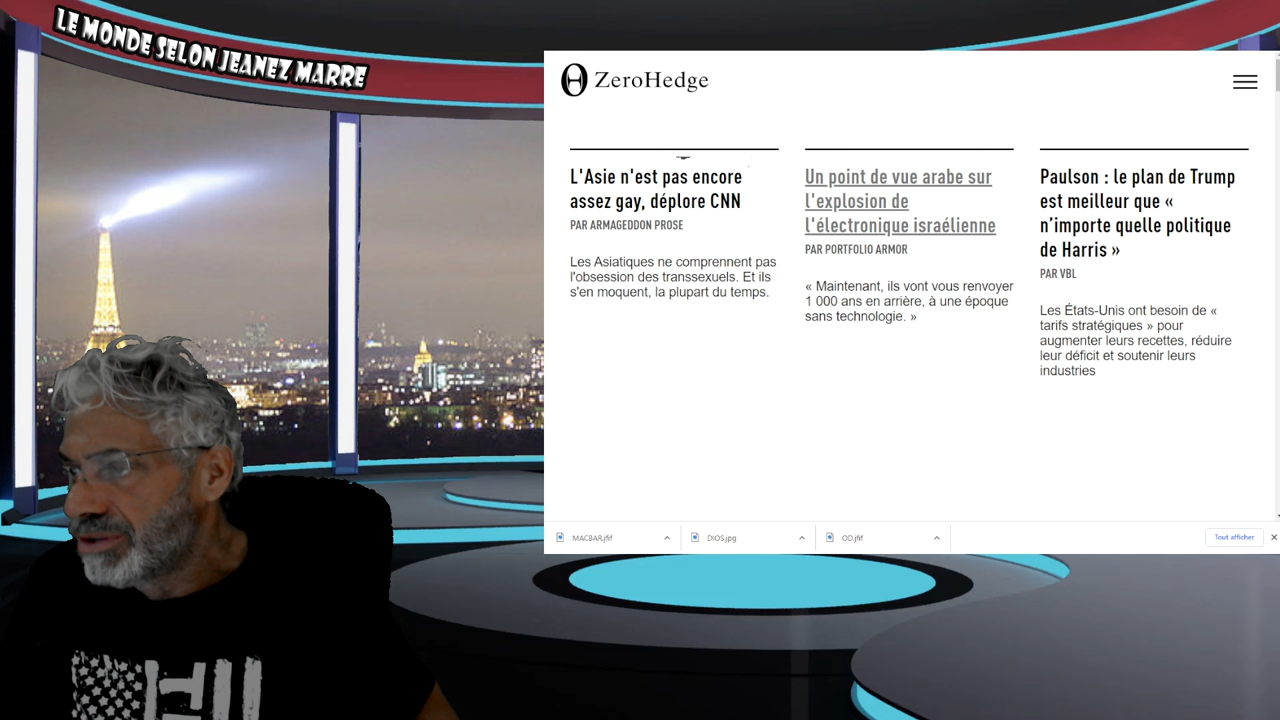 LE MONDE SELON JEANEZ MARRE
ZeroHedge
L'Asie n'est pas encore
assez gay, déplore CNN
PAR ARMAGEDDON PROSE
Les Asiatiques ne comprennent pas
l'obsession des transsexuels. Et ils
s'en moquent, la plupart du temps.
Un point de vue arabe sur
l'explosion de
l'électronique israélienne
PAR PORTFOLIO ARMOR
« Maintenant, ils vont vous renvoyer
1 000 ans en arrière, à une époque
sans technologie. »
Paulson : le plan de Trump
est meilleur que «
n’importe quelle politique
de Harris »
PAR VBL
Les États-Unis ont besoin de «
tarifs stratégiques » pour
augmenter leurs recettes, réduire
leur déficit et soutenir leurs
industries
MACBAR.jfif
DIOS.jpg
OD.jfif
Tout afficher